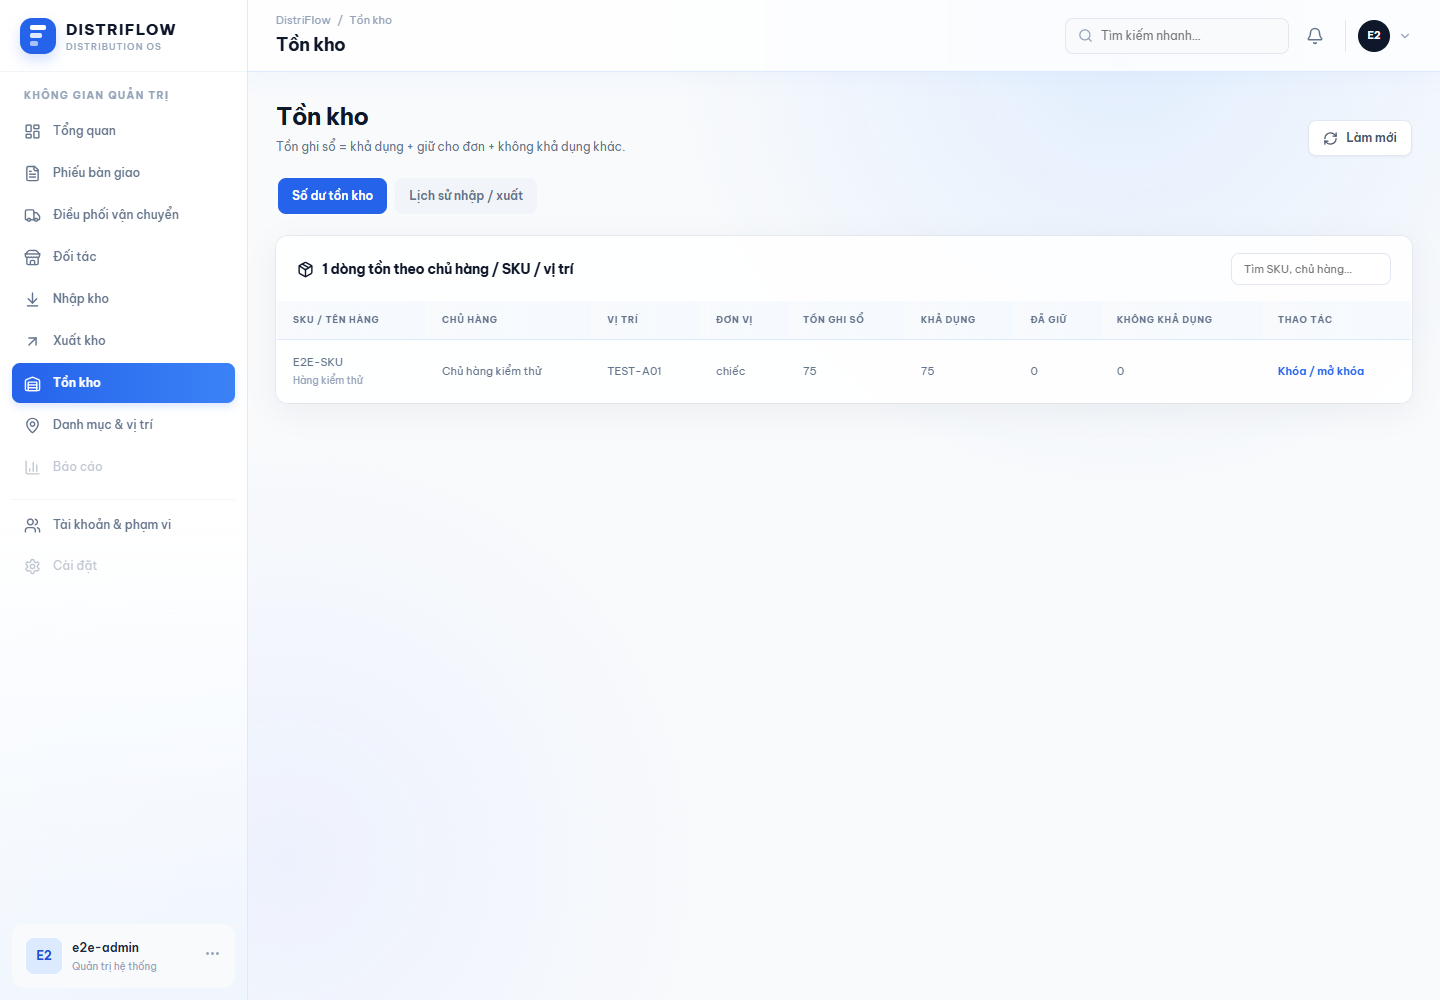 DISTRIFLOW
DISTRIBUTION OS
KHÔNG GIAN QUẢN TRỊ
Tổng quan
Phiếu bàn giao
Điều phối vận chuyển
Đối tác
Nhập kho
Xuất kho
Tồn kho
Danh mục & vị trí
Báo cáo
Tài khoản & phạm vi
Cài đặt
E2
e2e-admin
Quản trị hệ thống
DistriFlow / Tồn kho
Tồn kho
Tìm kiếm nhanh...
E2
Tồn kho
Tồn ghi sổ = khả dụng + giữ cho đơn + không khả dụng khác.
Làm mới
Số dư tồn kho
Lịch sử nhập / xuất
1 dòng tồn theo chủ hàng / SKU / vị trí
Tìm SKU, chủ hàng...
SKU / TÊN HÀNG CHỦ HÀNG VỊ TRÍ ĐƠN VỊ TỒN GHI SỔ KHẢ DỤNG ĐÃ GIỮ KHÔNG KHẢ DỤNG THAO TÁC
E2E-SKU
Hàng kiểm thử
Chủ hàng kiểm thử TEST-A01 chiếc 75 75 0 0 Khóa / mở khóa